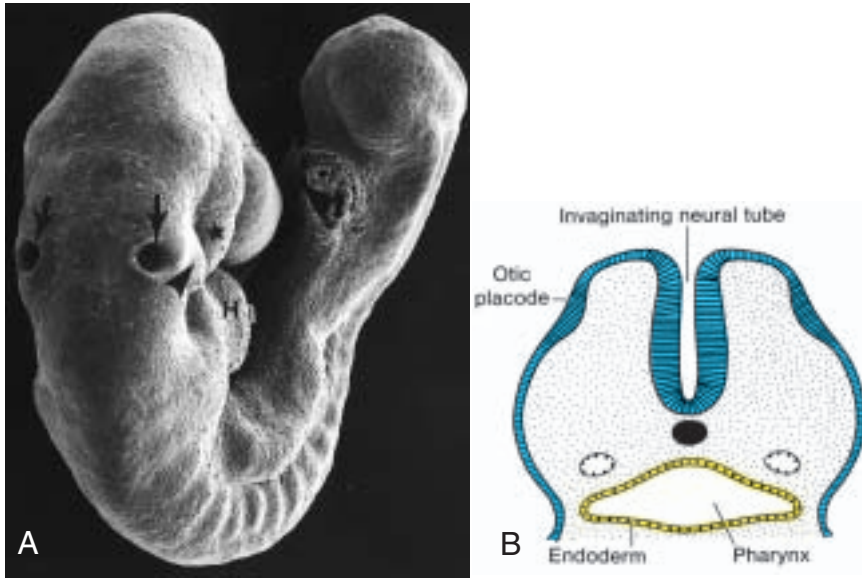 *
H
A
Invaginating neural tube
Otic
placode
B
Endoderm
Pharynx